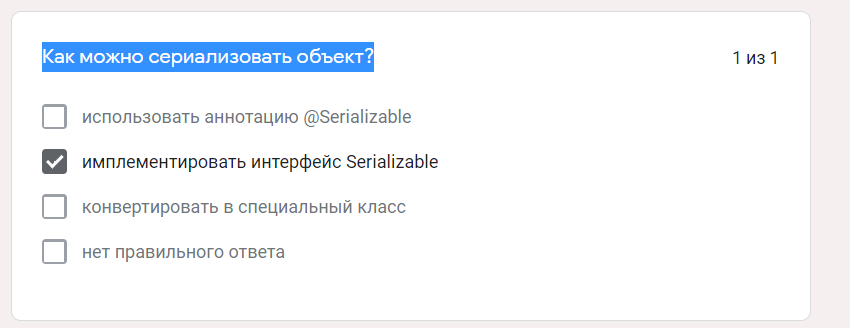 Как можно сериализовать объект?
1 из 1
использовать аннотацию @Serializable
имплементировать интерфейс Serializable
конвертировать в специальный класс
нет правильного ответа